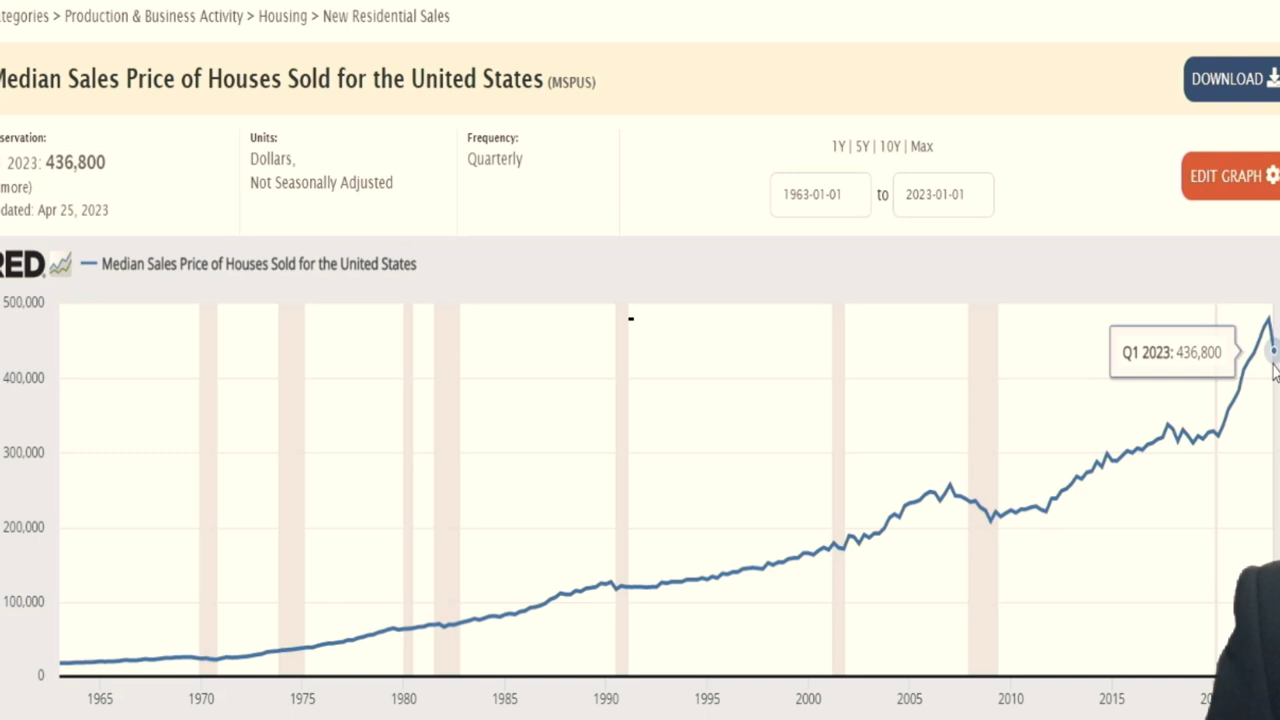 tegories > Production & Business Activity > Housing > New Residential Sales
Median Sales Price of Houses Sold for the United States (MSPUS)
DOWNLOAD
servation:
2023: 436,800
more)
dated: Apr 25, 2023
Units:
Dollars,
Not Seasonally Adjusted
Frequency:
Quarterly
1Y | 5Y | 10Y | Max
1963-01-01 to 2023-01-01
EDIT GRAPH
RED
Median Sales Price of Houses Sold for the United States
500,000
400,000
300,000
200,000
100,000
0
Q1 2023: 436,800
1965 1970 1975 1980 1985 1990 1995 2000 2005 2010 2015 20